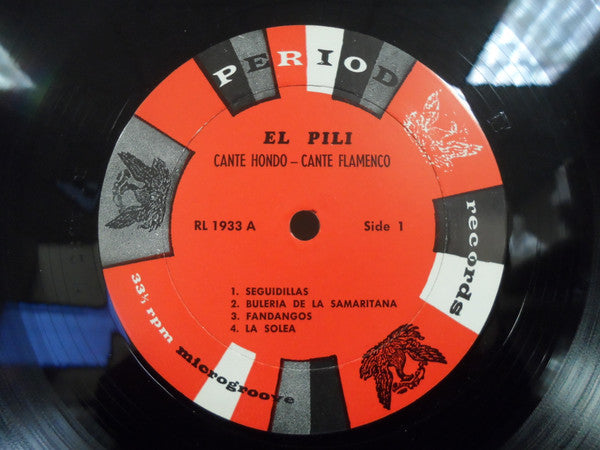 PERIOD
records
EL PILI
CANTE HONDO – CANTE FLAMENCO
RL 1933 A Side 1
1. SEGUIDILLAS
2. BULERIA DE LA SAMARITANA
3. FANDANGOS
4. LA SOLEA
33⅓ rpm microgroove